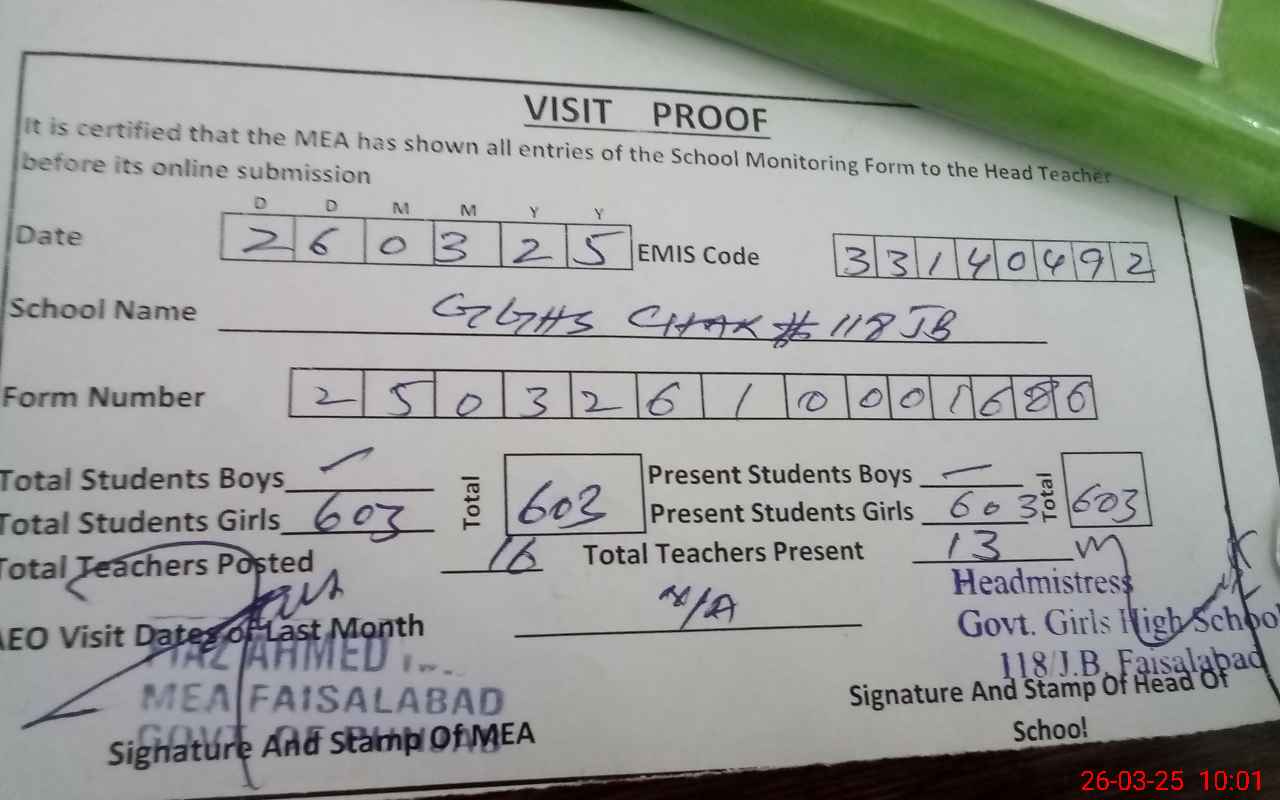 VISIT PROOF
It is certified that the MEA has shown all entries of the School Monitoring Form to the Head Teacher
before its online submission
D D M M Y Y
Date 2 6 0 3 2 5 EMIS Code 3 3 1 4 0 4 9 2
School Name GGHS CHAK # 118 JB
Form Number 2 5 0 3 2 6 1 0 0 0 1 6 8 6
Total Students Boys — Total 603 Present Students Boys — Total 603
Total Students Girls 603 Present Students Girls 603
Total Teachers Posted 16 Total Teachers Present 13
Headmistress
AEO Visit Dates of Last Month N/A Govt. Girls High School
AHMED 118/J.B. Faisalabad
MEA FAISALABAD Signature And Stamp Of Head Of
GOVT OF School
Signature And Stamp Of MEA
26-03-25 10:01